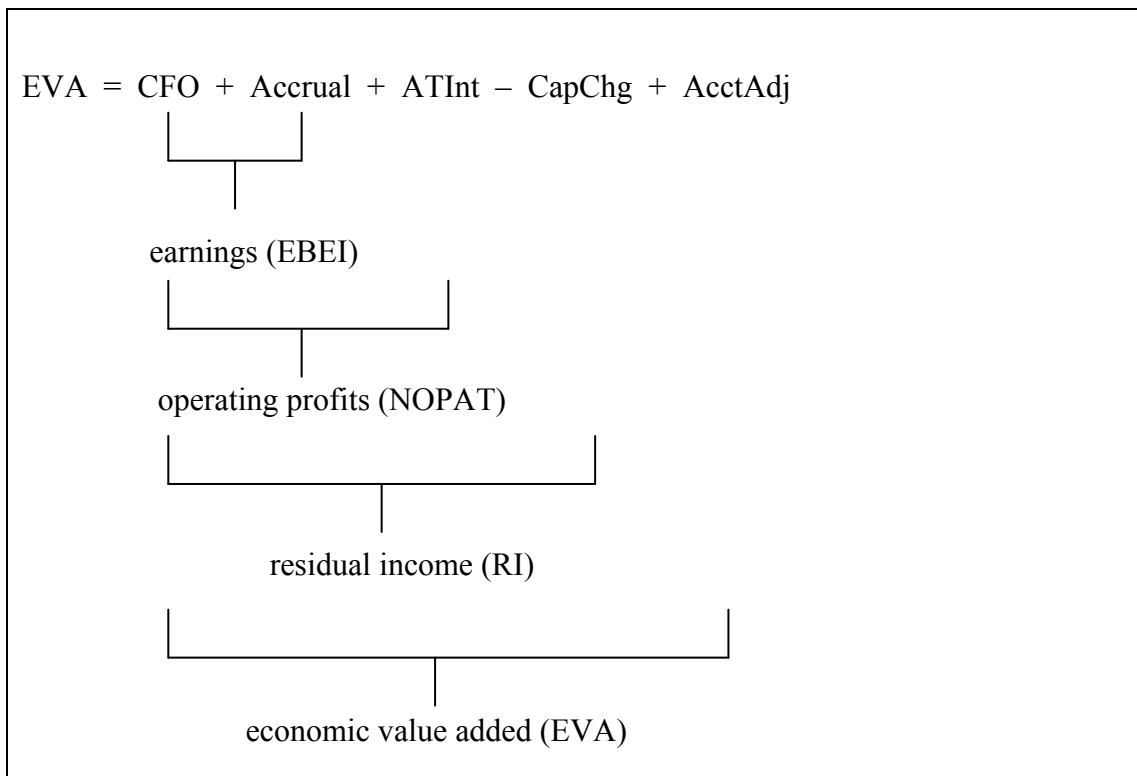 EVA = CFO + Accrual + ATInt – CapChg + AcctAdj
earnings (EBEI)
operating profits (NOPAT)
residual income (RI)
economic value added (EVA)